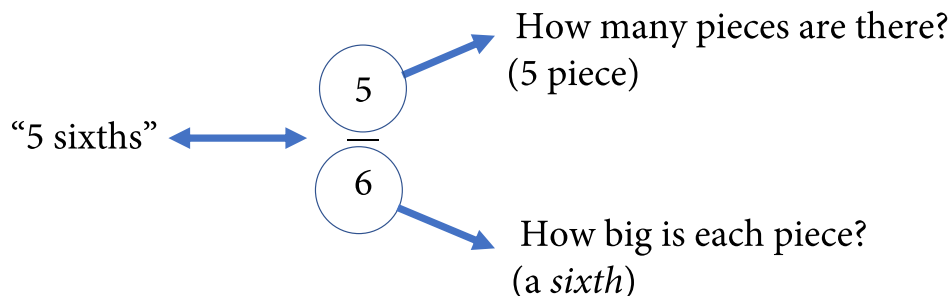 How many pieces are there?
(5 piece)
5
“5 sixths”
6
How big is each piece?
(a sixth)